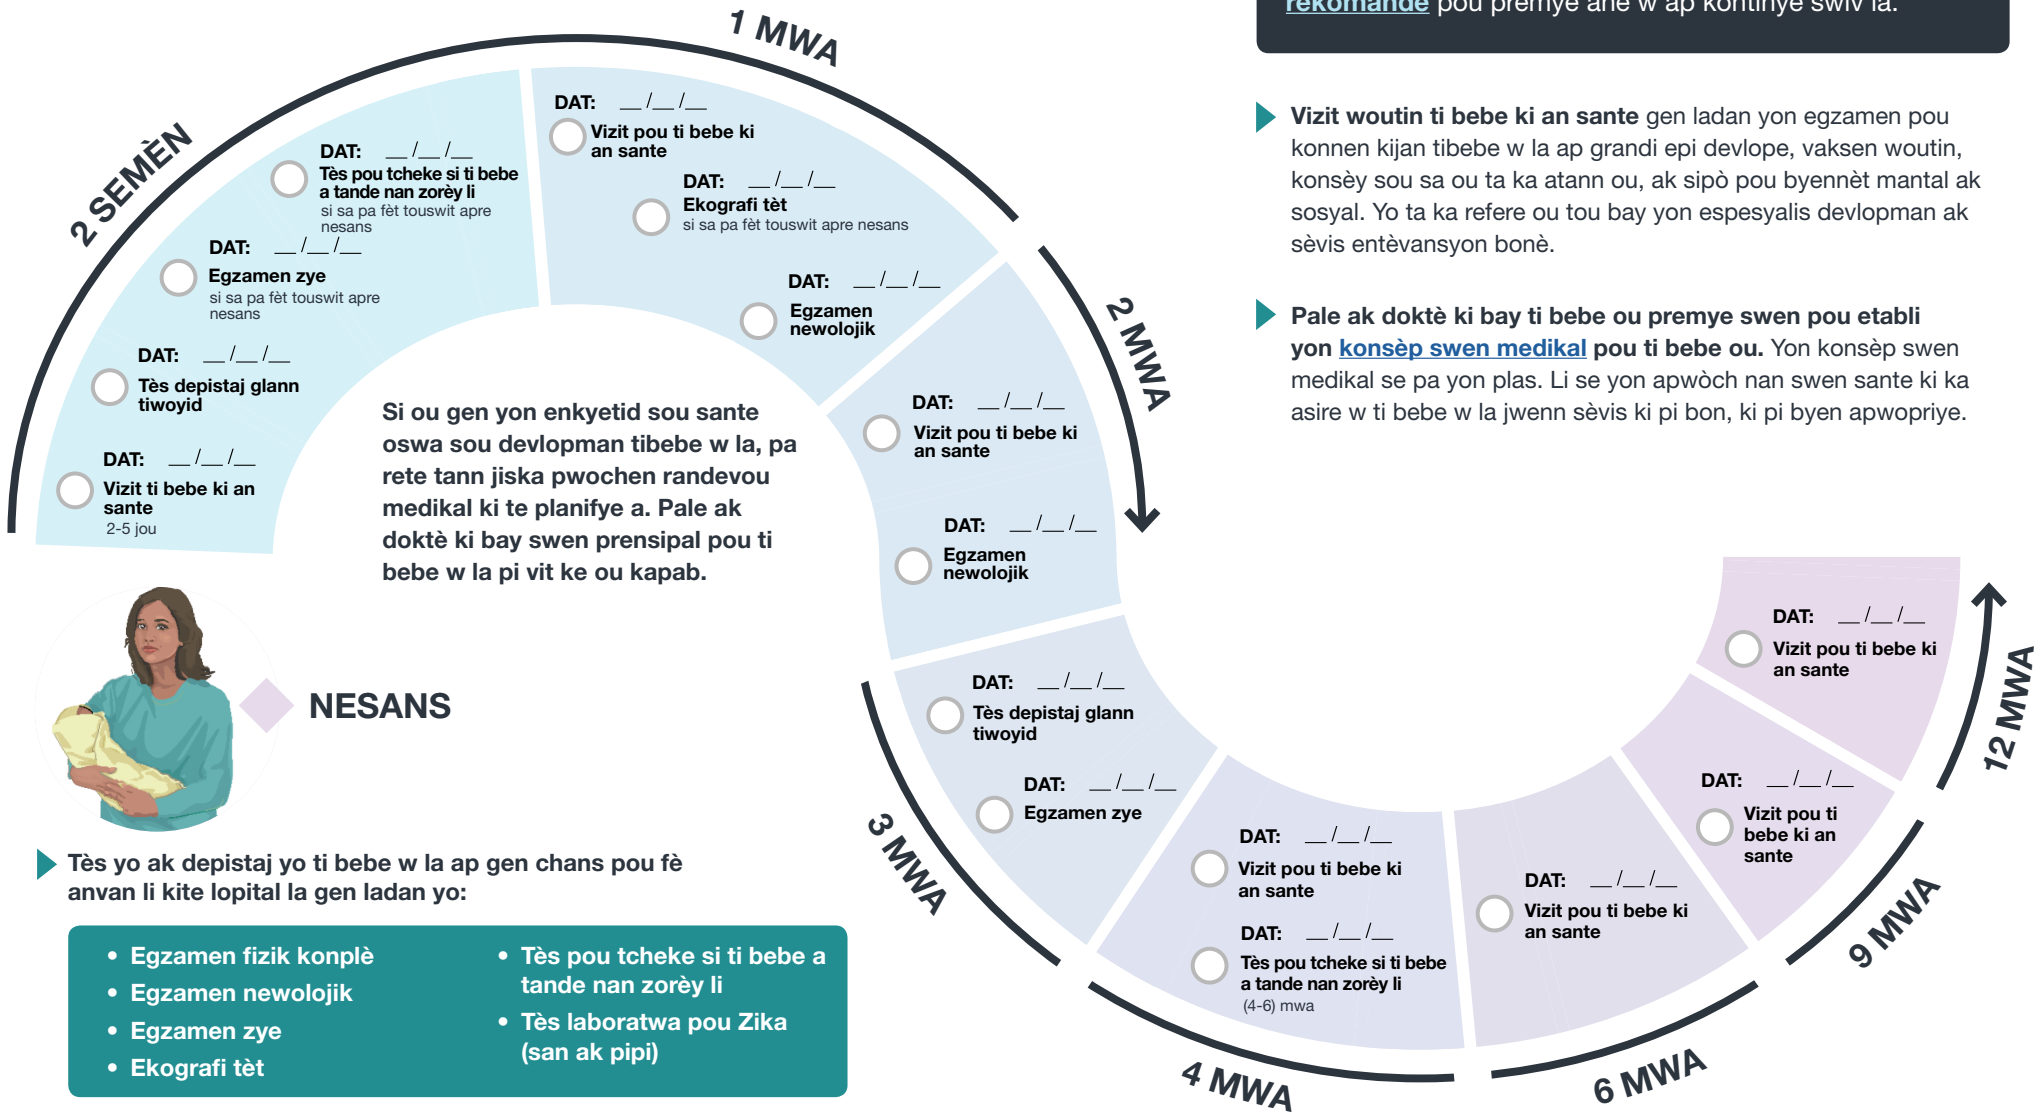 rekòmande pou premye ane w ap kontinye swiv la.
Vizit woutin ti bebe ki an sante gen ladan yon egzamen pou
konnen kijan tibebe w la ap grandi epi devlope, vaksen woutin,
konsèy sou sa ou ta ka atann ou, ak sipò pou byennèt mantal ak
sosyal. Yo ta ka refere ou tou bay yon espesyalis devlopman ak
sèvis entèvansyon bonè.
Pale ak doktè ki bay ti bebe ou premye swen pou etabli
yon konsèp swen medikal pou ti bebe ou. Yon konsèp swen
medikal se pa yon plas. Li se yon apwòch nan swen sante ki ka
asire w ti bebe w la jwenn sèvis ki pi bon, ki pi byen apwopriye.
NESANS
Tès yo ak depistaj yo ti bebe w la ap gen chans pou fè
anvan li kite lopital la gen ladan yo:
• Egzamen fizik konplè
• Egzamen newolojik
• Egzamen zye
• Ekografi tèt
• Tès pou tcheke si ti bebe a
tande nan zorèy li
• Tès laboratwa pou Zika
(san ak pipi)
2 SEMÈN
DAT: __ /__ /__
Vizit ti bebe ki an
sante
2-5 jou
DAT: __ /__ /__
Tès depistaj glann
tiwoyid
DAT: __ /__ /__
Egzamen zye
si sa pa fèt touswit apre
nesans
DAT: __ /__ /__
Tès pou tcheke si ti bebe
a tande nan zorèy li
si sa pa fèt touswit apre
nesans
1 MWA
DAT: __ /__ /__
Vizit pou ti bebe ki
an sante
DAT: __ /__ /__
Ekografi tèt
si sa pa fèt touswit apre nesans
DAT: __ /__ /__
Egzamen
newolojik
Si ou gen yon enkyetid sou sante
oswa sou devlopman tibebe w la, pa
rete tann jiska pwochen randevou
medikal ki te planifye a. Pale ak
doktè ki bay swen prensipal pou ti
bebe w la pi vit ke ou kapab.
2 MWA
DAT: __ /__ /__
Vizit pou ti bebe ki
an sante
DAT: __ /__ /__
Egzamen
newolojik
3 MWA
DAT: __ /__ /__
Tès depistaj glann
tiwoyid
DAT: __ /__ /__
Egzamen zye
4 MWA
DAT: __ /__ /__
Vizit pou ti bebe ki
an sante
DAT: __ /__ /__
Tès pou tcheke si ti bebe
a tande nan zorèy li
(4-6) mwa
6 MWA
DAT: __ /__ /__
Vizit pou ti bebe ki
an sante
9 MWA
DAT: __ /__ /__
Vizit pou ti
bebe ki an
sante
12 MWA
DAT: __ /__ /__
Vizit pou ti bebe ki
an sante